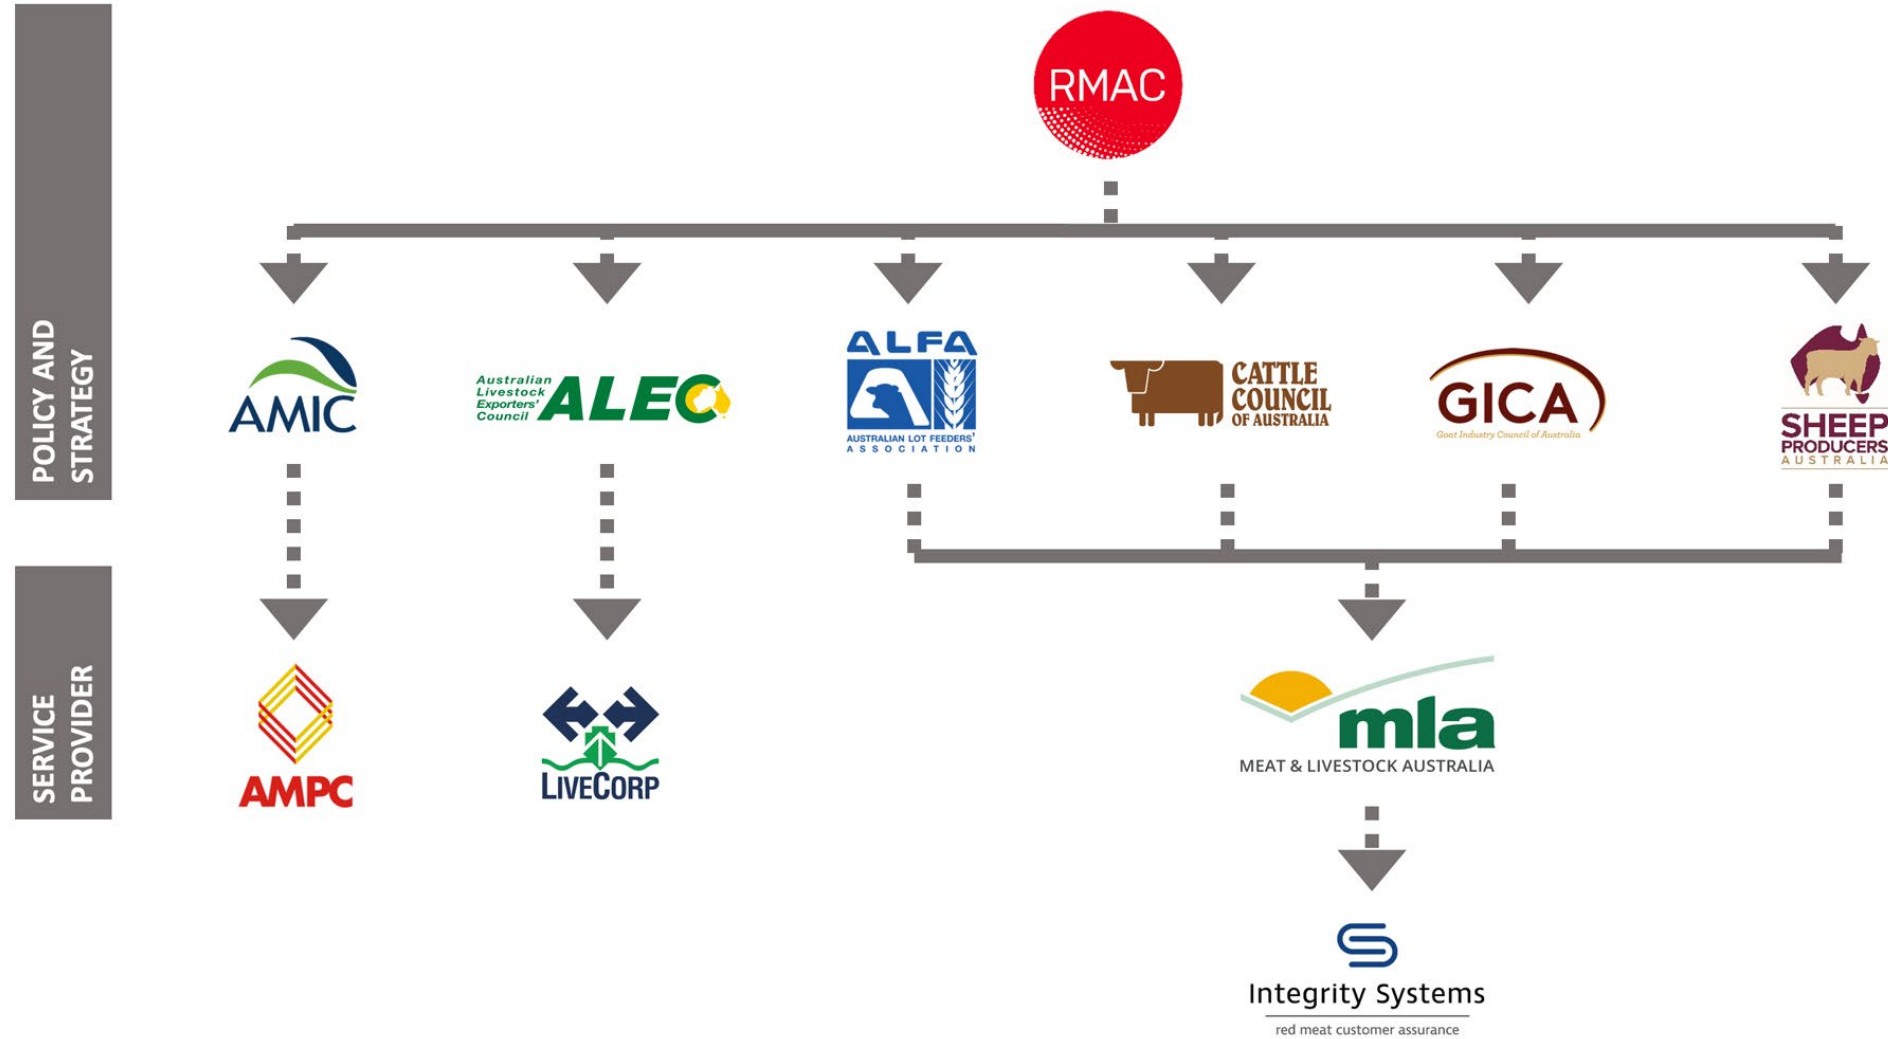 POLICY AND
STRATEGY
RMAC
AMIC
Australian
Livestock
Exporters'
Council
ALEC
ALFA
AUSTRALIAN LOT FEEDERS'
ASSOCIATION
CATTLE
COUNCIL
OF AUSTRALIA
GICA
Goat Industry Council of Australia
SHEEP
PRODUCERS
AUSTRALIA
SERVICE
PROVIDER
AMPC
LIVECORP
mla
MEAT & LIVESTOCK AUSTRALIA
Integrity Systems
red meat customer assurance